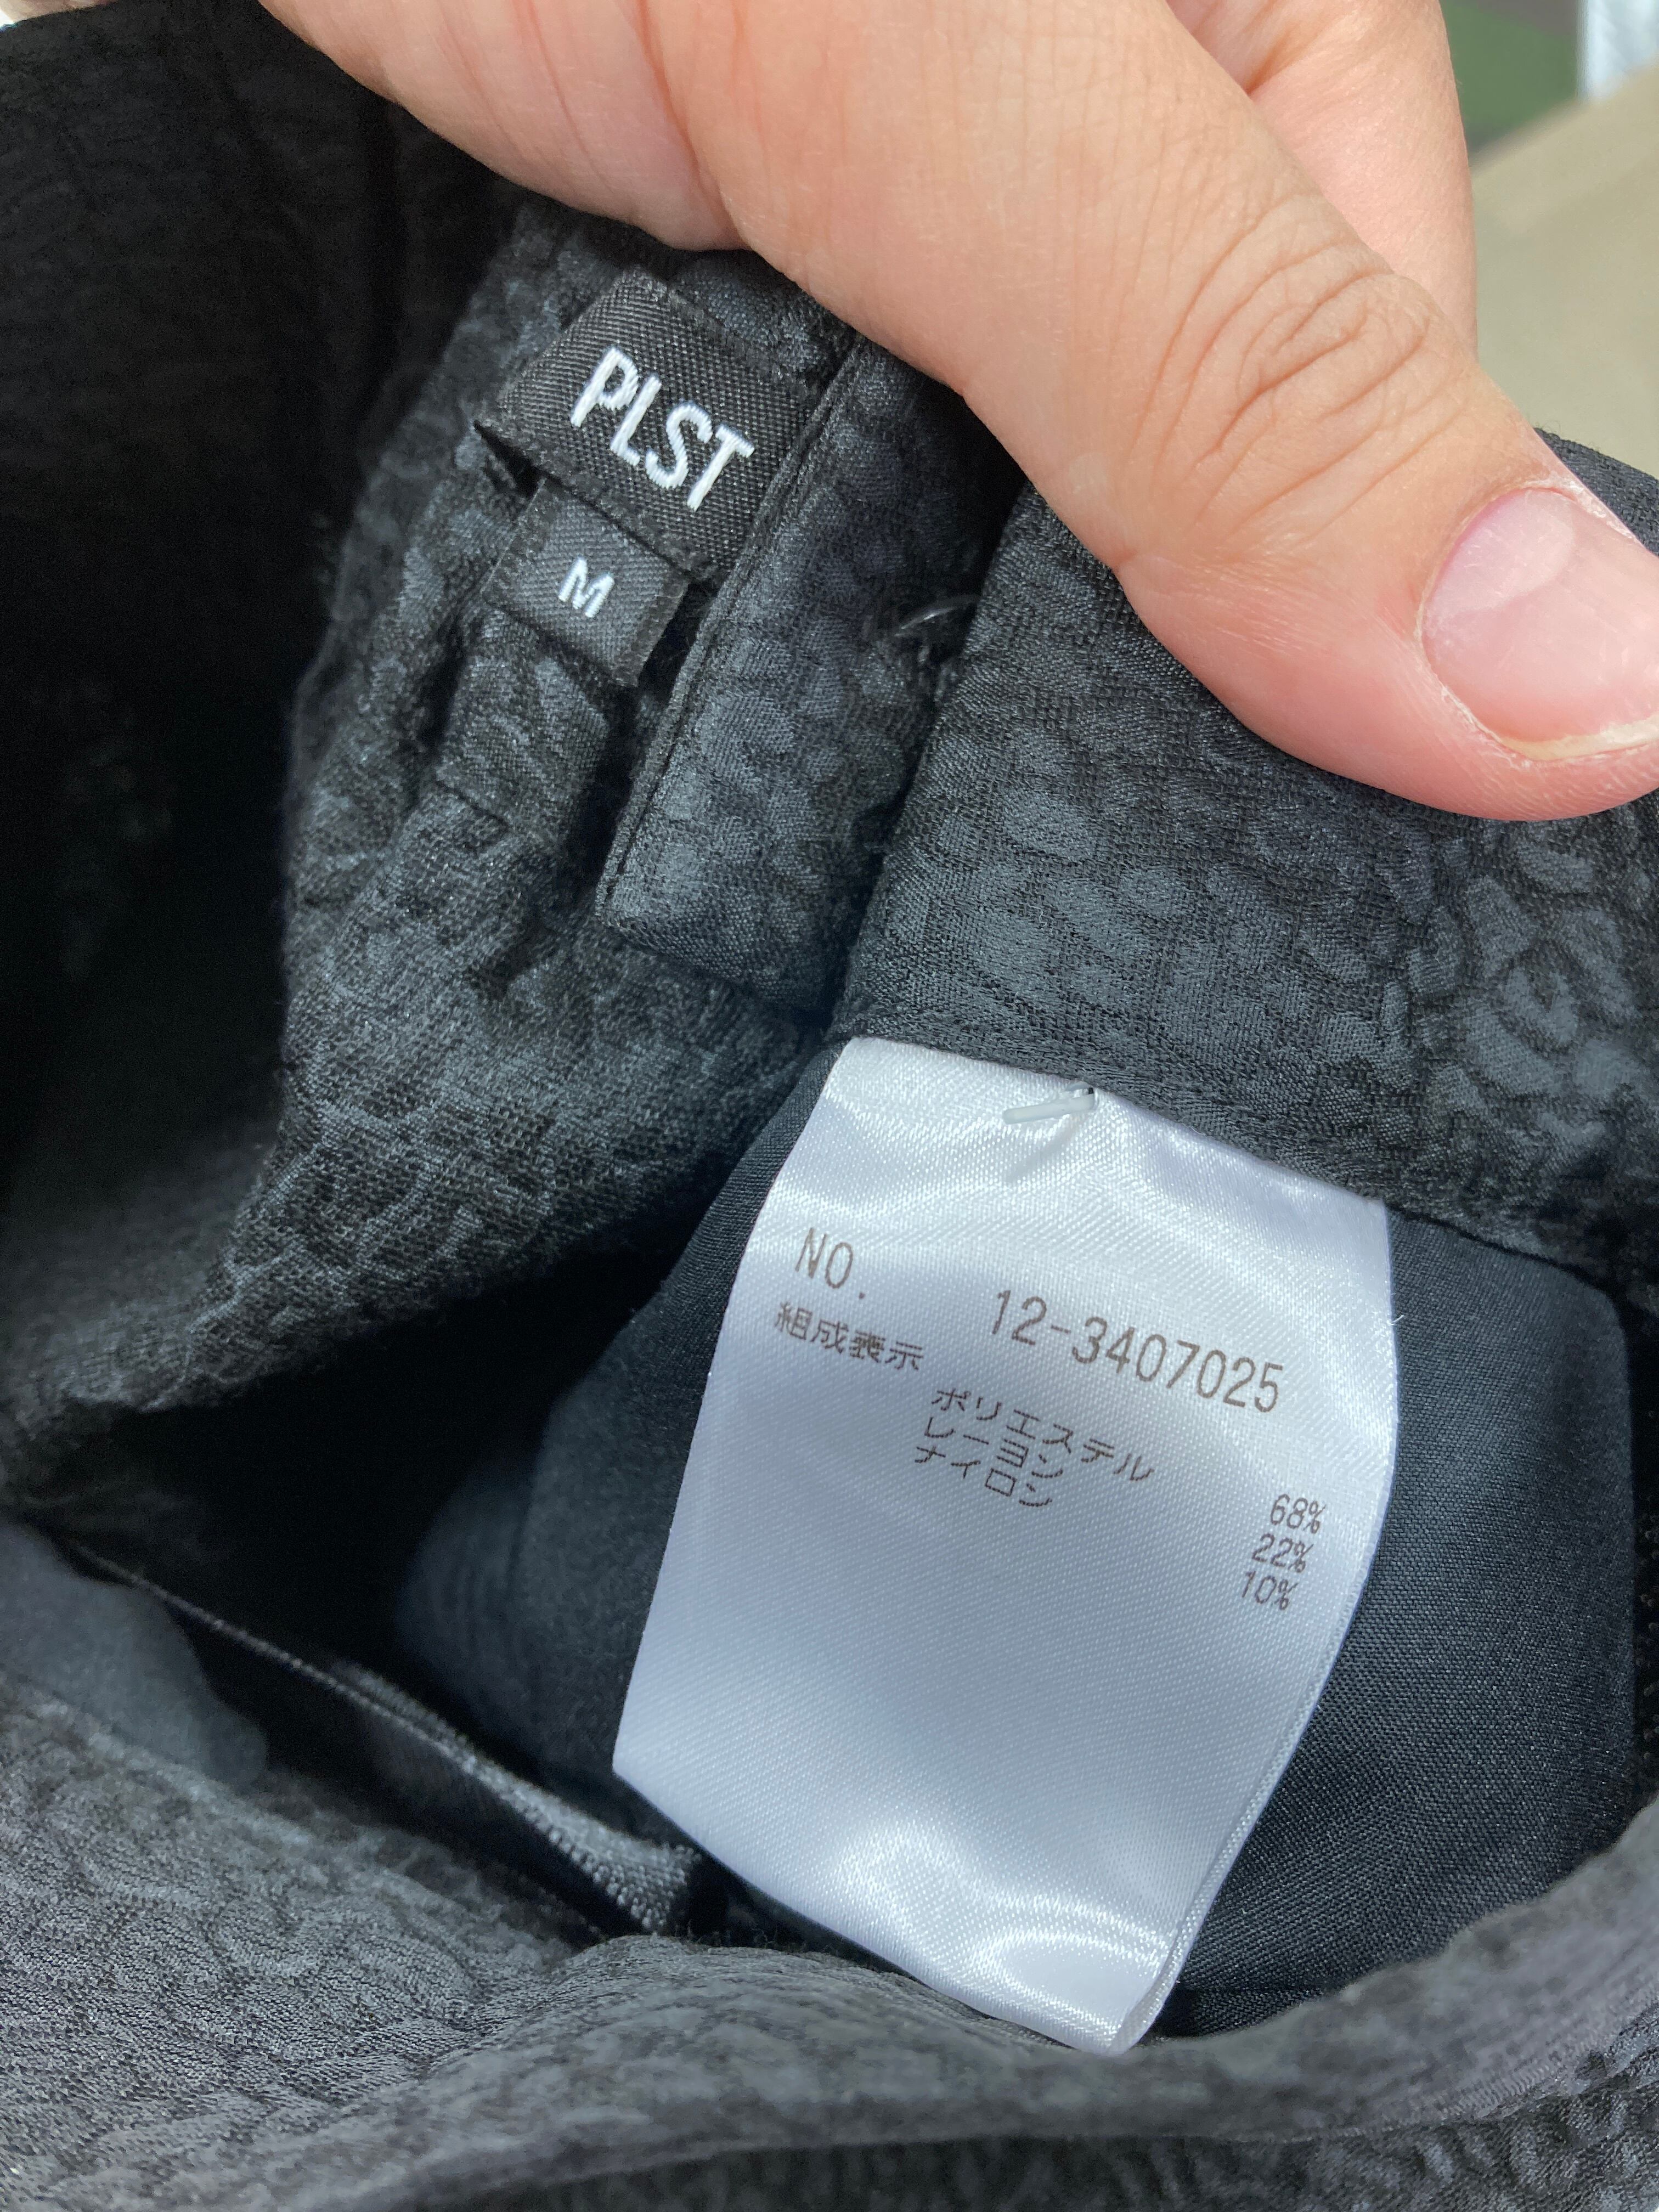 PLST
M
NO. 12-3407025
組成表示
ポリエステル 68%
レーヨン 22%
ナイロン 10%